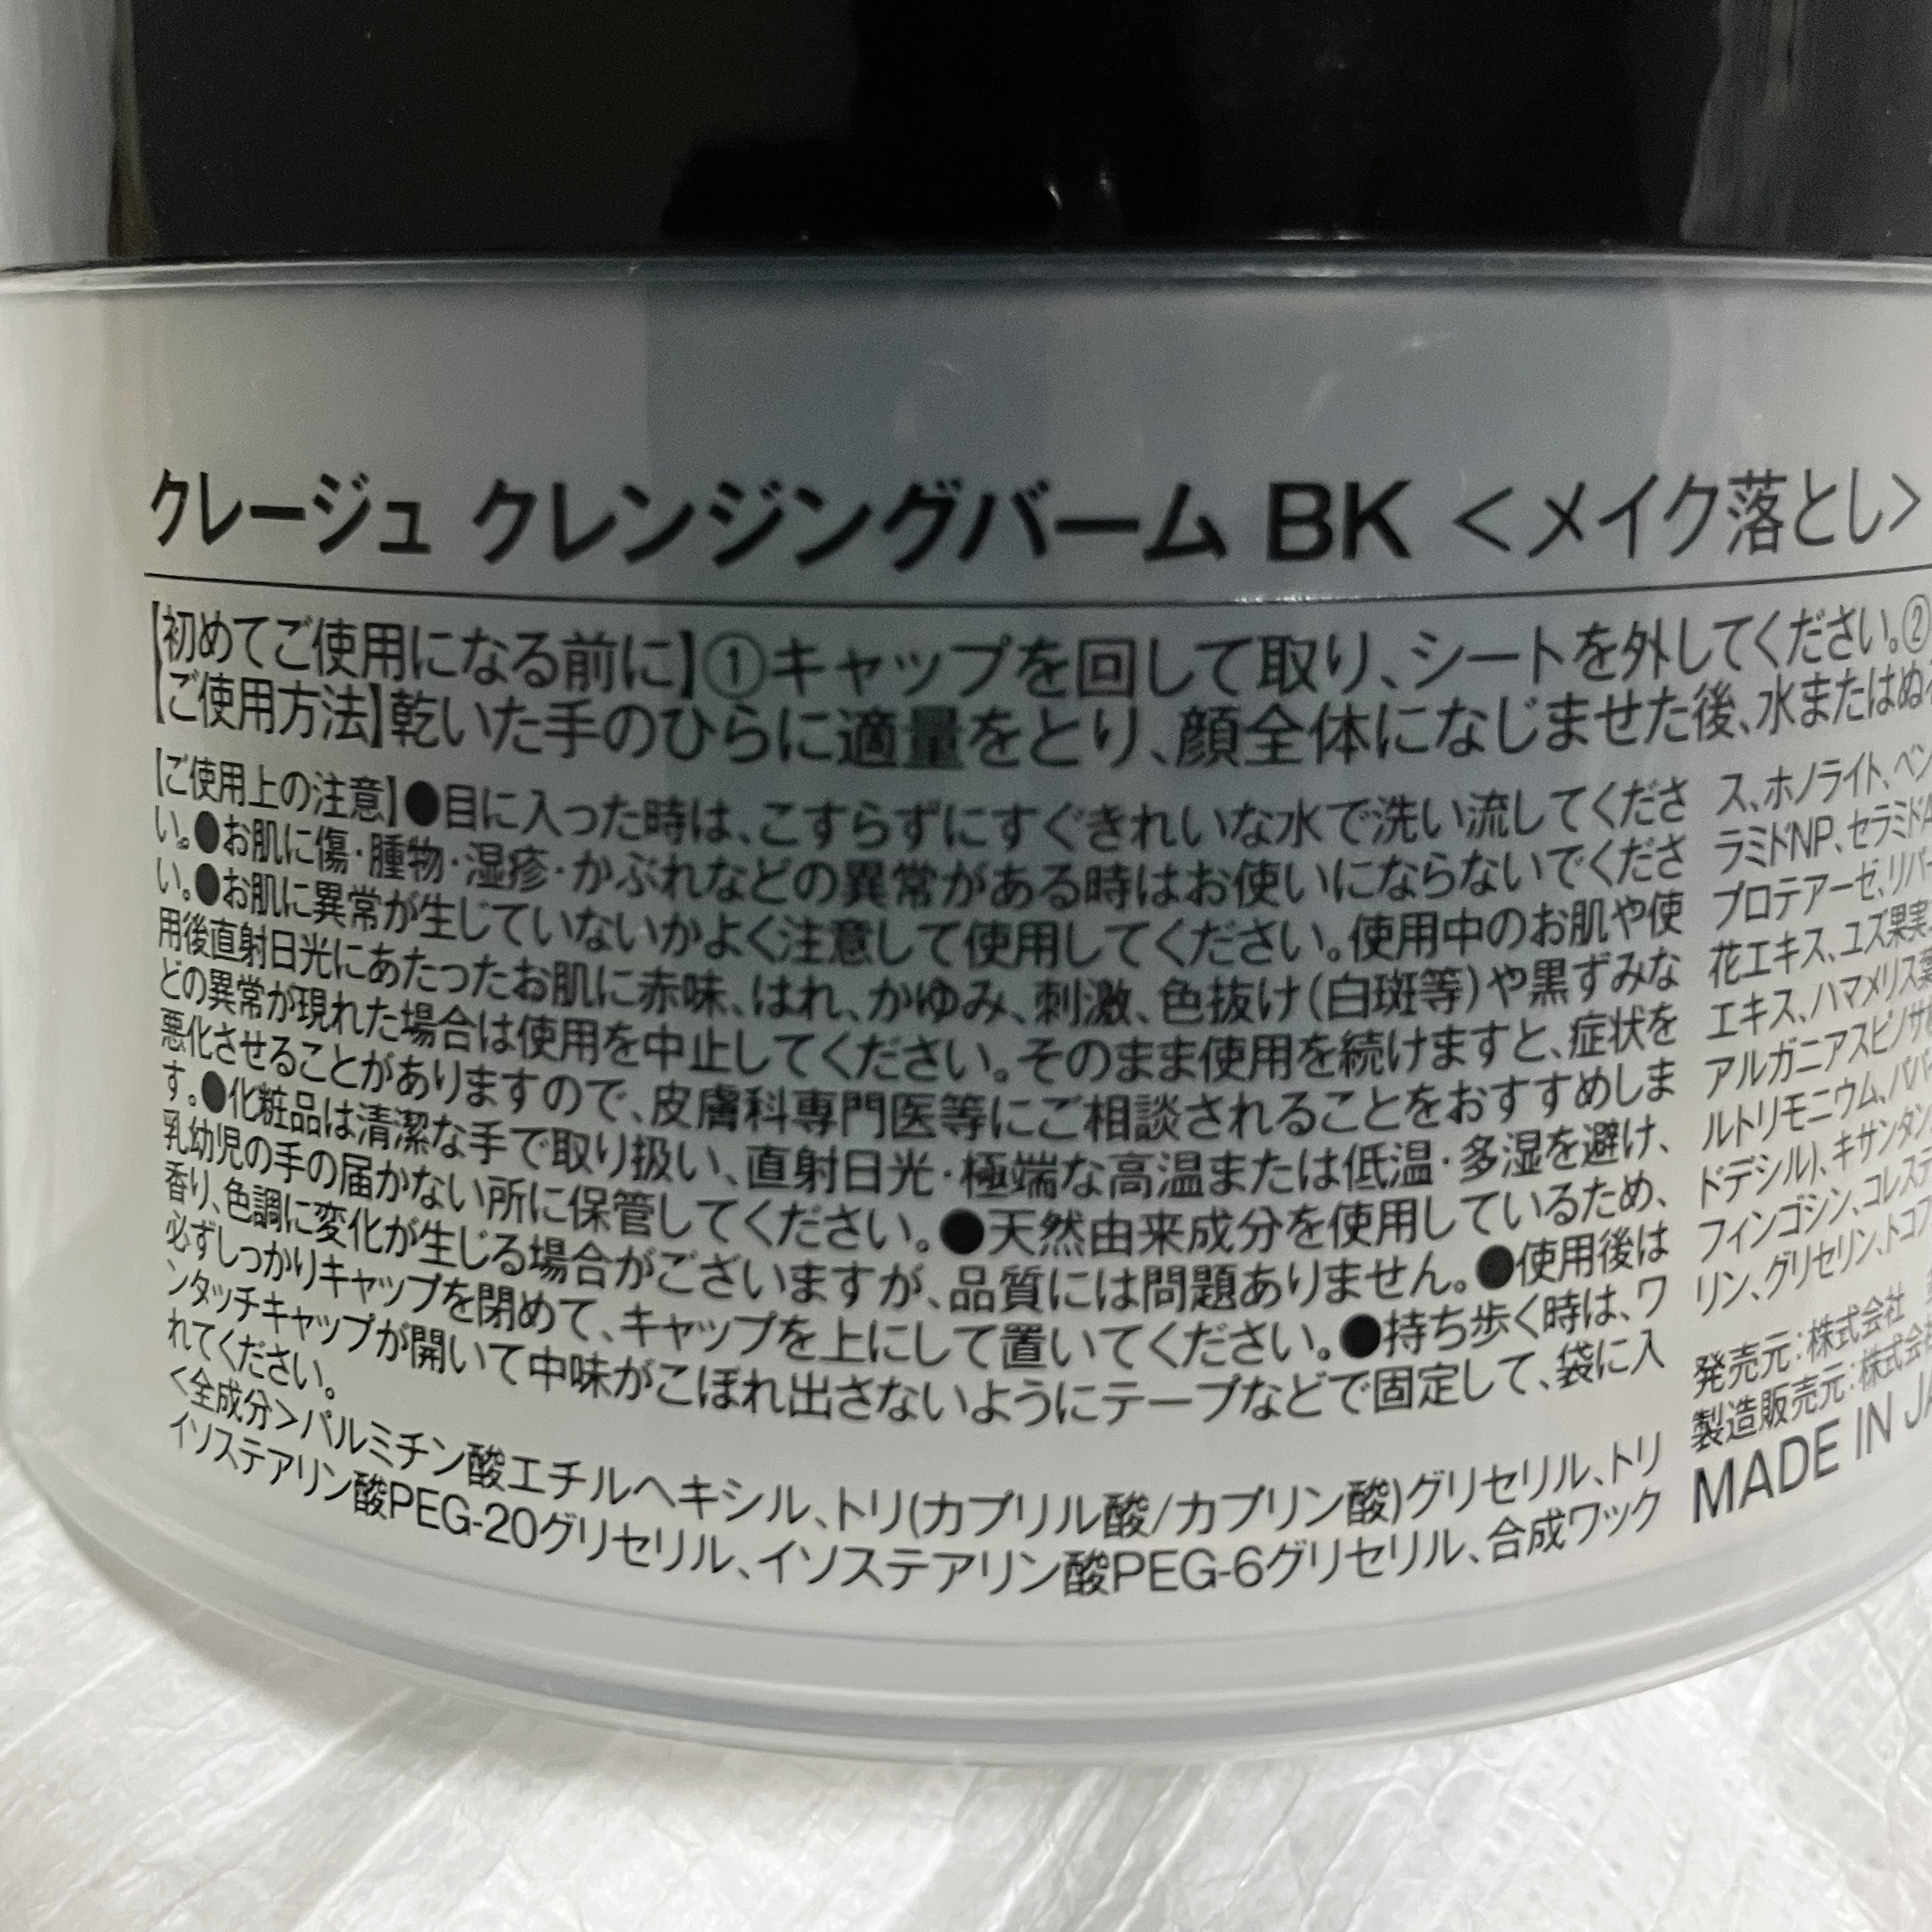 クレージュ クレンジングバーム BK ＜メイク落とし＞
【初めてご使用になる前に】①キャップを回して取り、シートを外してください。②
【ご使用方法】乾いた手のひらに適量をとり、顔全体になじませた後、水またはぬ
【ご使用上の注意】●目に入った時は、こすらずにすぐきれいな水で洗い流してくださ
い。●お肌に傷・腫物・湿疹・かぶれなどの異常がある時はお使いにならないでくださ
い。●お肌に異常が生じていないかよく注意して使用してください。使用中のお肌や使
用後直射日光にあたったお肌に赤味、はれ、かゆみ、刺激、色抜け（白斑等）や黒ずみな
どの異常が現れた場合は使用を中止してください。そのまま使用を続けますと、症状を
悪化させることがありますので、皮膚科専門医等にご相談されることをおすすめしま
す。●化粧品は清潔な手で取り扱い、直射日光・極端な高温または低温・多湿を避け、
乳幼児の手の届かない所に保管してください。●天然由来成分を使用しているため、
香り、色調に変化が生じる場合がございますが、品質には問題ありません。●使用後は
必ずしっかりキャップを閉めて、キャップを上にして置いてください。●持ち歩く時は、ワ
ンタッチキャップが開いて中味がこぼれ出さないようにテープなどで固定して、袋に入
れてください。
＜全成分＞パルミチン酸エチルヘキシル、トリ(カプリル酸/カプリン酸)グリセリル、トリ
イソステアリン酸PEG-20グリセリル、イソステアリン酸PEG-6グリセリル、合成ワック
ス、ホノライト、ベン
ラミドNP、セラミドA
プロテアーゼ、リパー
花エキス、ユズ果実
エキス、ハマメリス葉
アルガニアスピノサ
ルトリモニウム、パパ
ドデシル)、キサンタン
フィンゴシン、コレステ
リン、グリセリン、トコフ
発売元：株式会社
製造販売元：株式会社
MADE IN JA